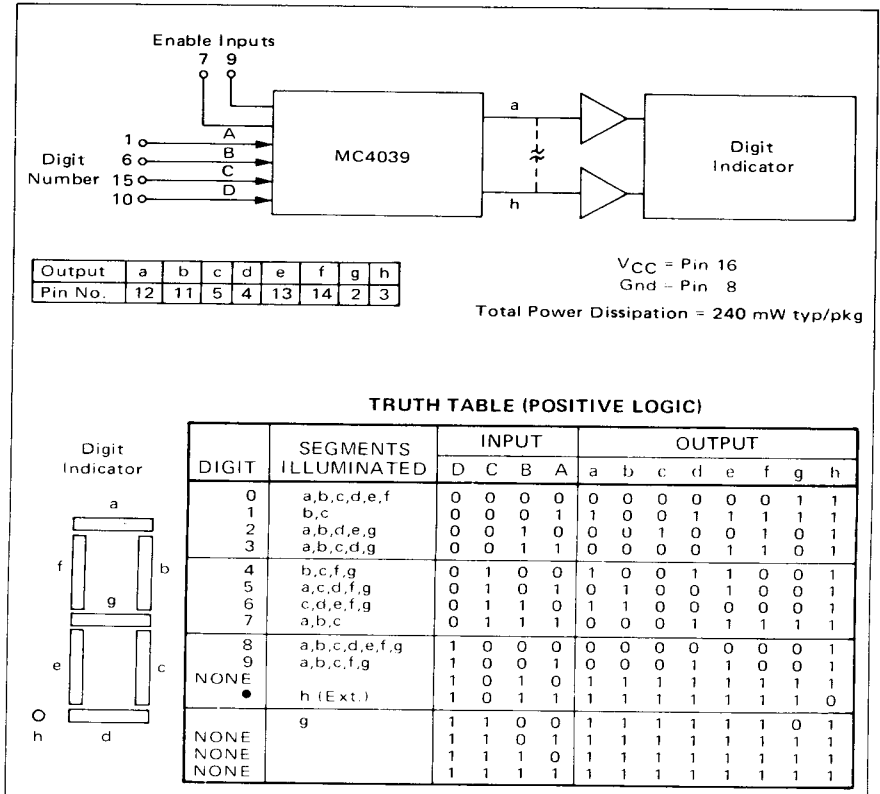 Enable Inputs
7 9
1 A
6 B
15 C
10 D
Digit
Number
MC4039
a
h
Digit
Indicator
Output a b c d e f g h
Pin No. 12 11 5 4 13 14 2 3
VCC = Pin 16
Gnd - Pin 8
Total Power Dissipation = 240 mW typ/pkg
TRUTH TABLE (POSITIVE LOGIC)
Digit
Indicator
a
f b
g
e c
h d
DIGIT SEGMENTS ILLUMINATED INPUT OUTPUT
D C B A a b c d e f g h
0 a,b,c,d,e,f 0 0 0 0 0 0 0 0 0 0 1 1
1 b,c 0 0 0 1 1 0 0 1 1 1 1 1
2 a,b,d,e,g 0 0 1 0 0 0 1 0 0 1 0 1
3 a,b,c,d,g 0 0 1 1 0 0 0 0 1 1 0 1
4 b,c,f,g 0 1 0 0 1 0 0 1 1 0 0 1
5 a,c,d,f,g 0 1 0 1 0 1 0 0 1 0 0 1
6 c,d,e,f,g 0 1 1 0 1 1 0 0 0 0 0 1
7 a,b,c 0 1 1 1 0 0 0 1 1 1 1 1
8 a,b,c,d,e,f,g 1 0 0 0 0 0 0 0 0 0 0 1
9 a,b,c,f,g 1 0 0 1 0 0 0 1 1 0 0 1
NONE 1 0 1 0 1 1 1 1 1 1 1 1
● h (Ext.) 1 0 1 1 1 1 1 1 1 1 1 0
g 1 1 0 0 1 1 1 1 1 1 0 1
NONE 1 1 0 1 1 1 1 1 1 1 1 1
NONE 1 1 1 0 1 1 1 1 1 1 1 1
NONE 1 1 1 1 1 1 1 1 1 1 1 1